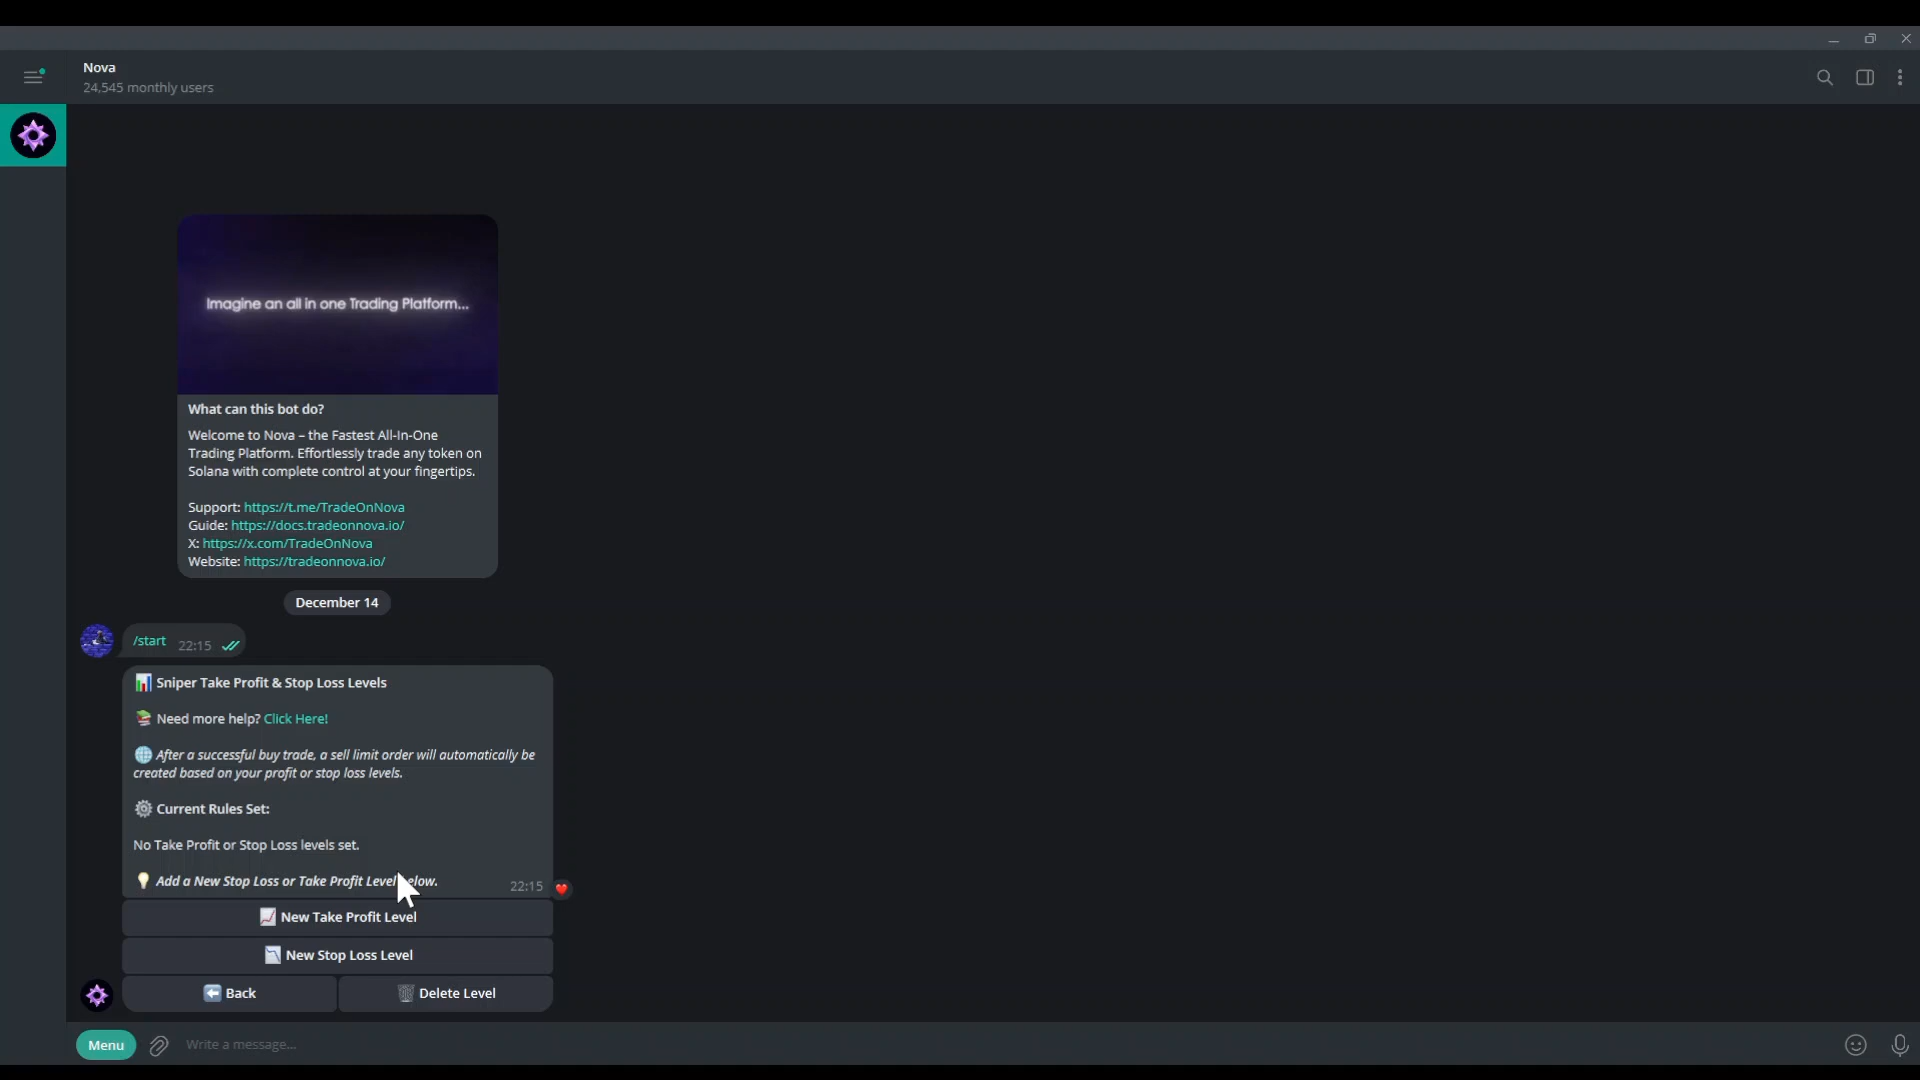 Nova
24,545 monthly users
Imagine an all in one Trading Platform...
What can this bot do?
Welcome to Nova – the Fastest All-In-One
Trading Platform. Effortlessly trade any token on
Solana with complete control at your fingertips.
Support: https://t.me/TradeOnNova
Guide: https://docs.tradeonnova.io/
X: https://x.com/TradeOnNova
Website: https://tradeonnova.io/
December 14
/start 22:15
Sniper Take Profit & Stop Loss Levels
Need more help? Click Here!
After a successful buy trade, a sell limit order will automatically be
created based on your profit or stop loss levels.
Current Rules Set:
No Take Profit or Stop Loss levels set.
Add a New Stop Loss or Take Profit Level
22:15
New Take Profit Level
New Stop Loss Level
Back
Delete Level
Menu
Write a message...